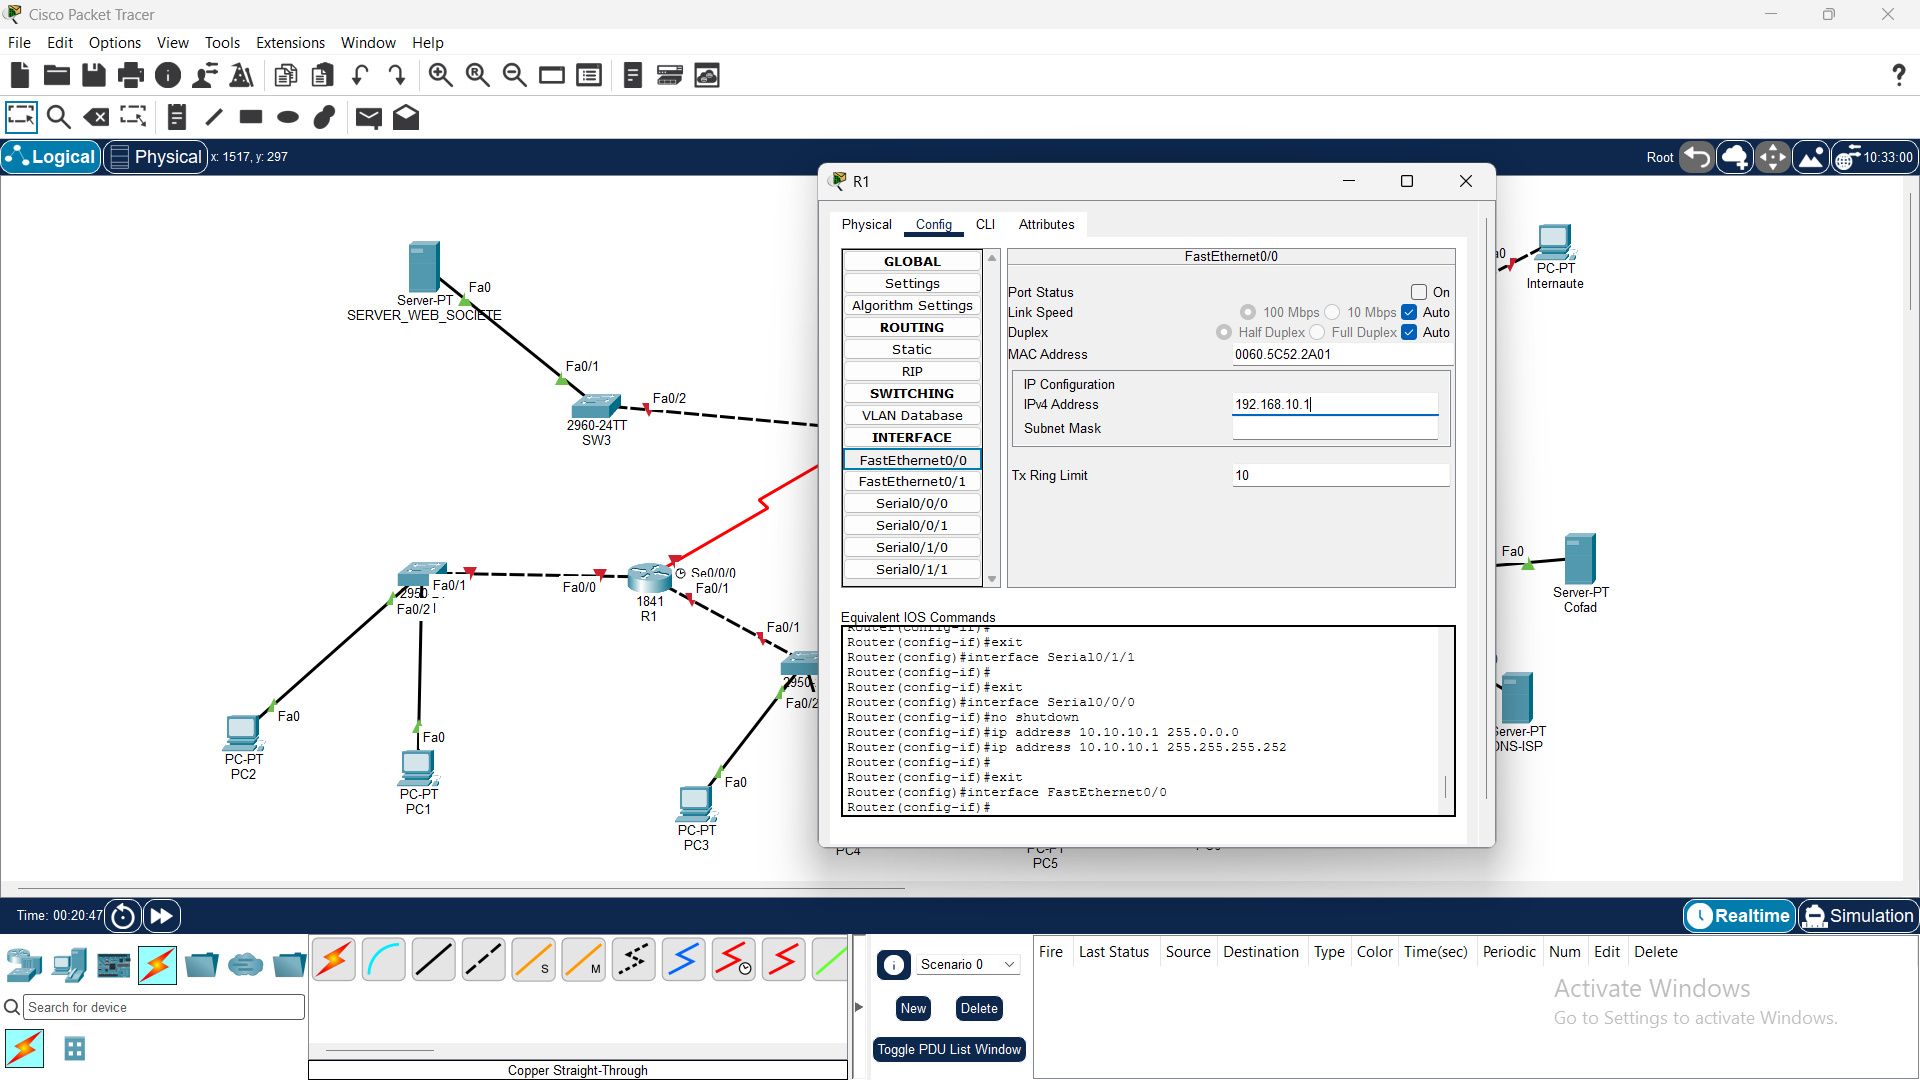 Cisco Packet Tracer
File Edit Options View Tools Extensions Window Help
Logical Physical x: 1517, y: 297 Root 10:33:00
R1
Physical Config CLI Attributes
GLOBAL
Settings
Algorithm Settings
ROUTING
Static
RIP
SWITCHING
VLAN Database
INTERFACE
FastEthernet0/0
FastEthernet0/1
Serial0/0/0
Serial0/0/1
Serial0/1/0
Serial0/1/1
FastEthernet0/0
Port Status On
Link Speed 100 Mbps 10 Mbps Auto
Duplex Half Duplex Full Duplex Auto
MAC Address 0060.5C52.2A01
IP Configuration
IPv4 Address 192.168.10.1
Subnet Mask
Tx Ring Limit 10
Equivalent IOS Commands
Router(config-if)#
Router(config-if)#exit
Router(config)#interface Serial0/1/1
Router(config-if)#
Router(config-if)#exit
Router(config)#interface Serial0/0/0
Router(config-if)#no shutdown
Router(config-if)#ip address 10.10.10.1 255.0.0.0
Router(config-if)#ip address 10.10.10.1 255.255.255.252
Router(config-if)#
Router(config-if)#exit
Router(config)#interface FastEthernet0/0
Router(config-if)#
Fa0
Server-PT
SERVER_WEB_SOCIETE
Fa0/1
Fa0/2
2960-24TT
SW3
Fa0/1
Fa0/2
Fa0/0
Se0/0/0
Fa0/1
1841
R1
Fa0/1
2950-
Fa0/2
Fa0
PC-PT
PC2
Fa0
PC-PT
PC1
Fa0
PC-PT
PC3
PC4
PC-PT
PC5
PC-PT
Internaute
Fa0
Server-PT
Cofad
Server-PT
DNS-ISP
Time: 00:20:47 Realtime Simulation
Search for device
S
M
Copper Straight-Through
Scenario 0
New Delete
Toggle PDU List Window
Fire Last Status Source Destination Type Color Time(sec) Periodic Num Edit Delete
Activate Windows
Go to Settings to activate Windows.